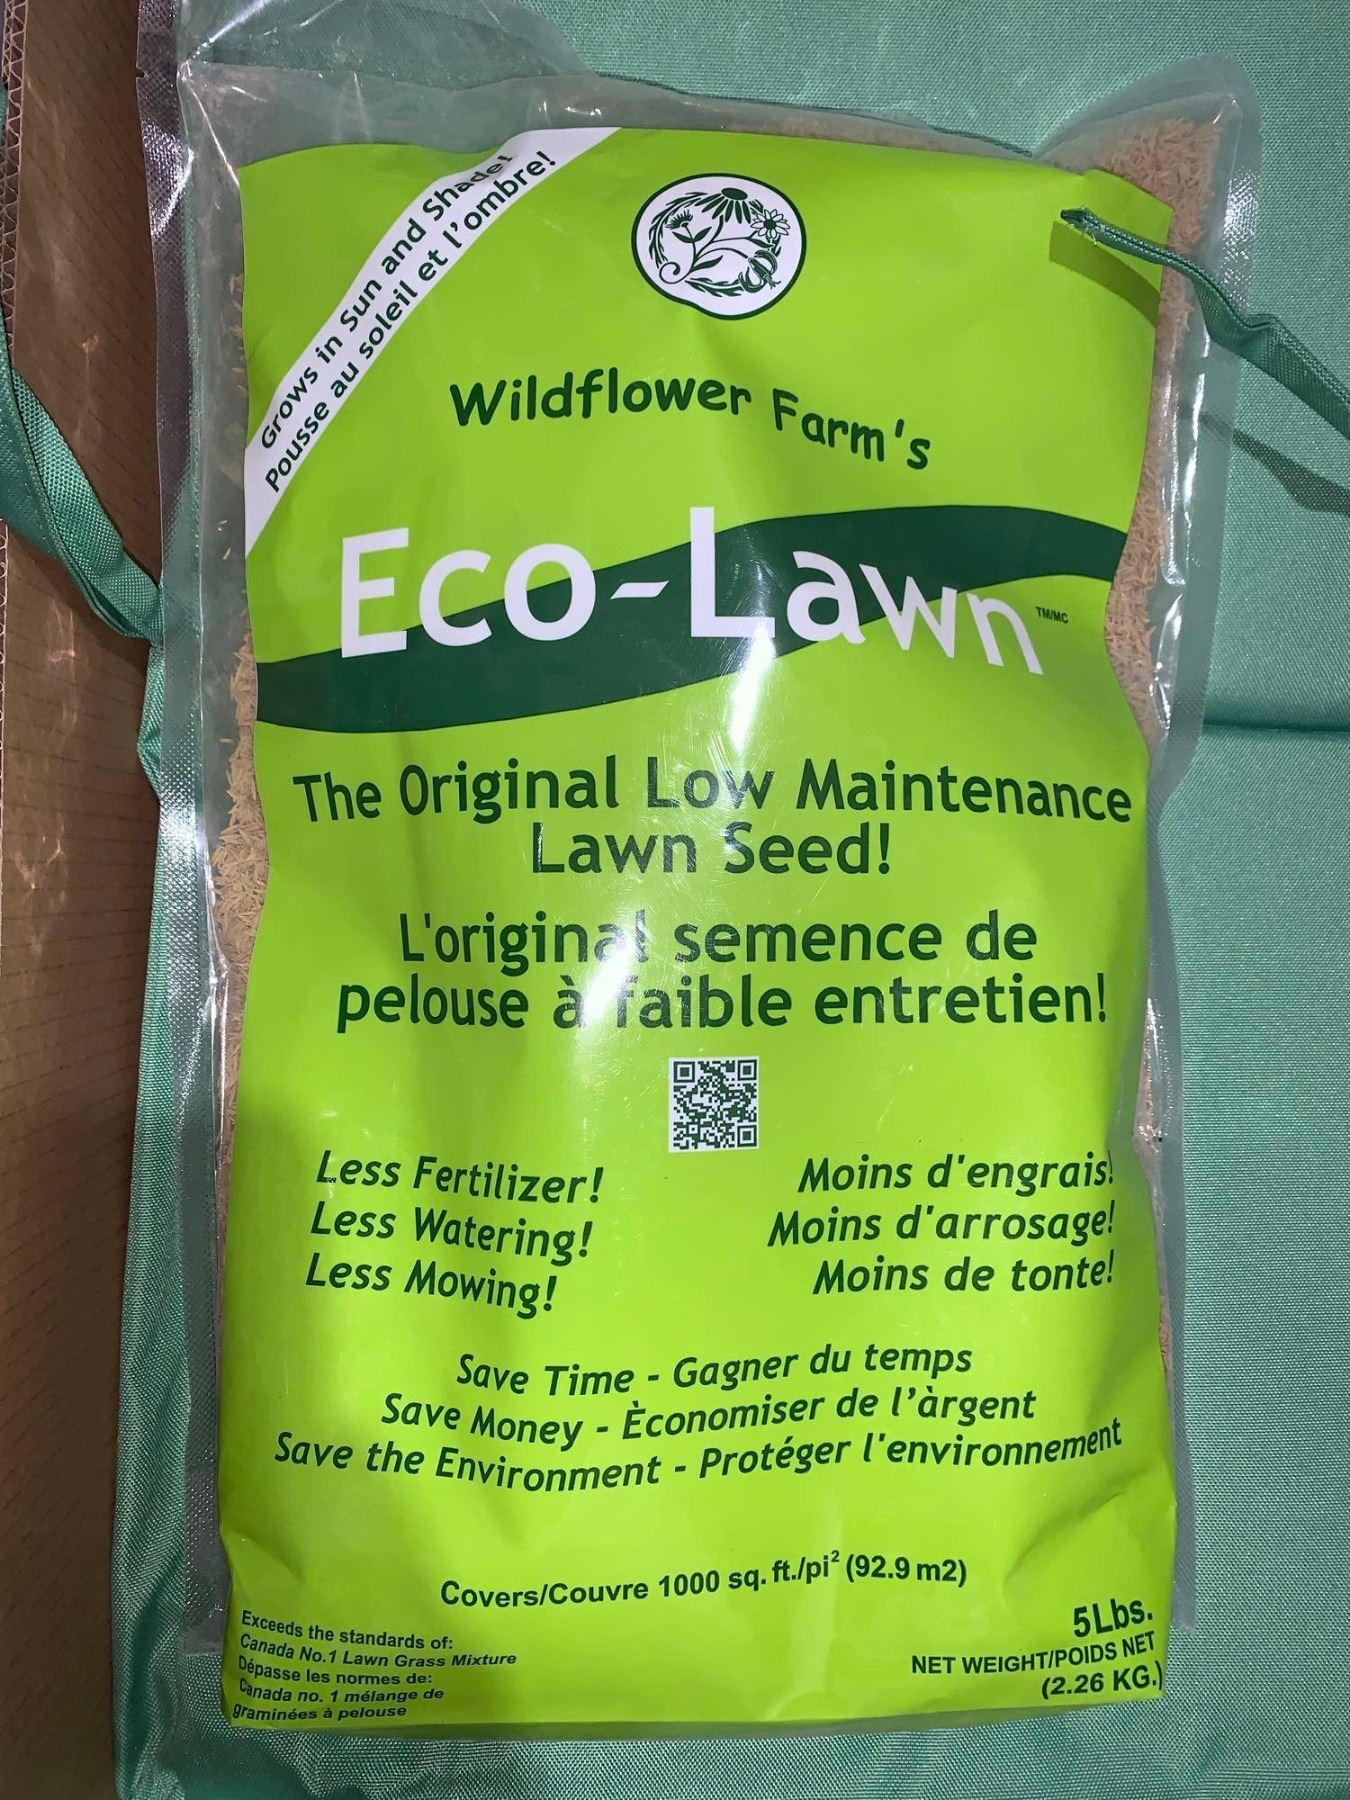 Grows in Sun and Shade!
Pousse au soleil et l'ombre!
Wildflower Farm's
Eco-Lawn TM/MC
The Original Low Maintenance
Lawn Seed!
L'original semence de
pelouse à faible entretien!
Less Fertilizer!
Less Watering!
Less Mowing!
Moins d'engrais!
Moins d'arrosage!
Moins de tonte!
Save Time - Gagner du temps
Save Money - Èconomiser de l'àrgent
Save the Environment - Protéger l'environnement
Covers/Couvre 1000 sq. ft./pi² (92.9 m2)
Exceeds the standards of:
Canada No.1 Lawn Grass Mixture
Dépasse les normes de:
Canada no. 1 mélange de
graminées à pelouse
5Lbs.
NET WEIGHT/POIDS NET
(2.26 KG.)